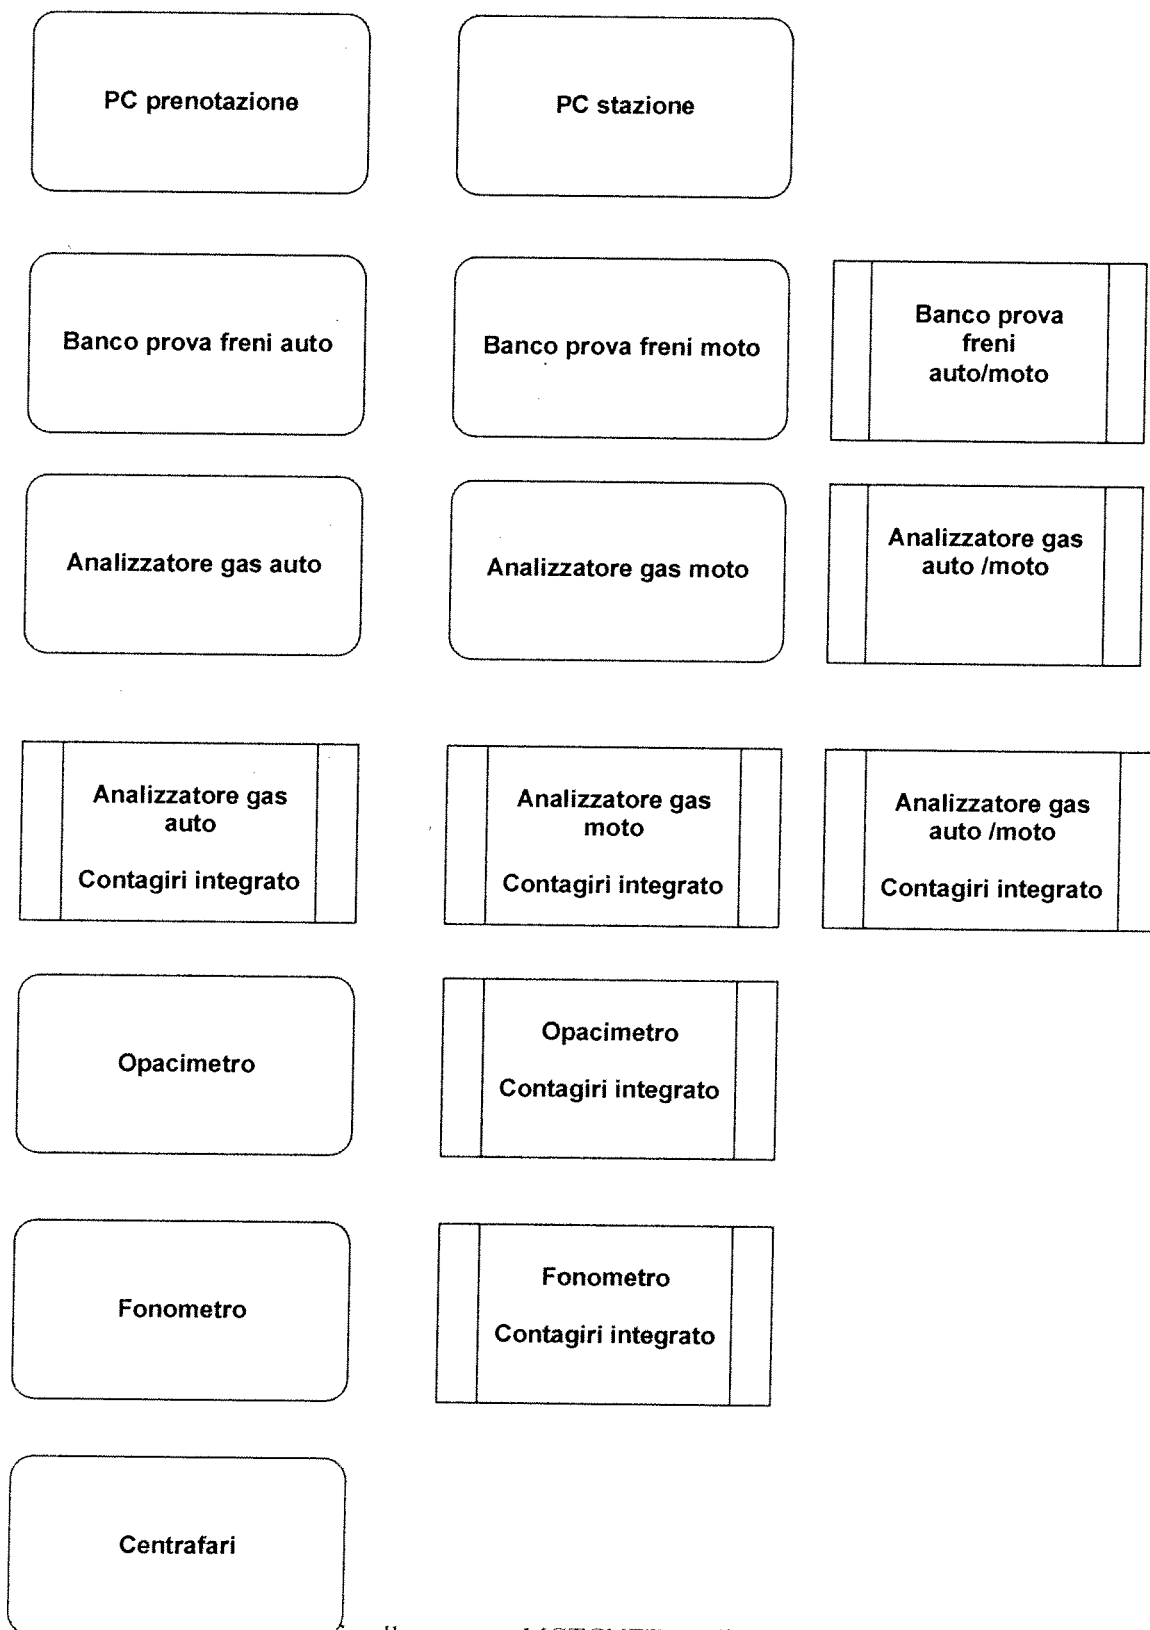 PC prenotazione
PC stazione
Banco prova freni auto
Banco prova freni moto
Banco prova
freni
auto/moto
Analizzatore gas auto
Analizzatore gas moto
Analizzatore gas
auto /moto
Analizzatore gas
auto
Contagiri integrato
Analizzatore gas
moto
Contagiri integrato
Analizzatore gas
auto /moto
Contagiri integrato
Opacimetro
Opacimetro
Contagiri integrato
Fonometro
Fonometro
Contagiri integrato
Centrafari